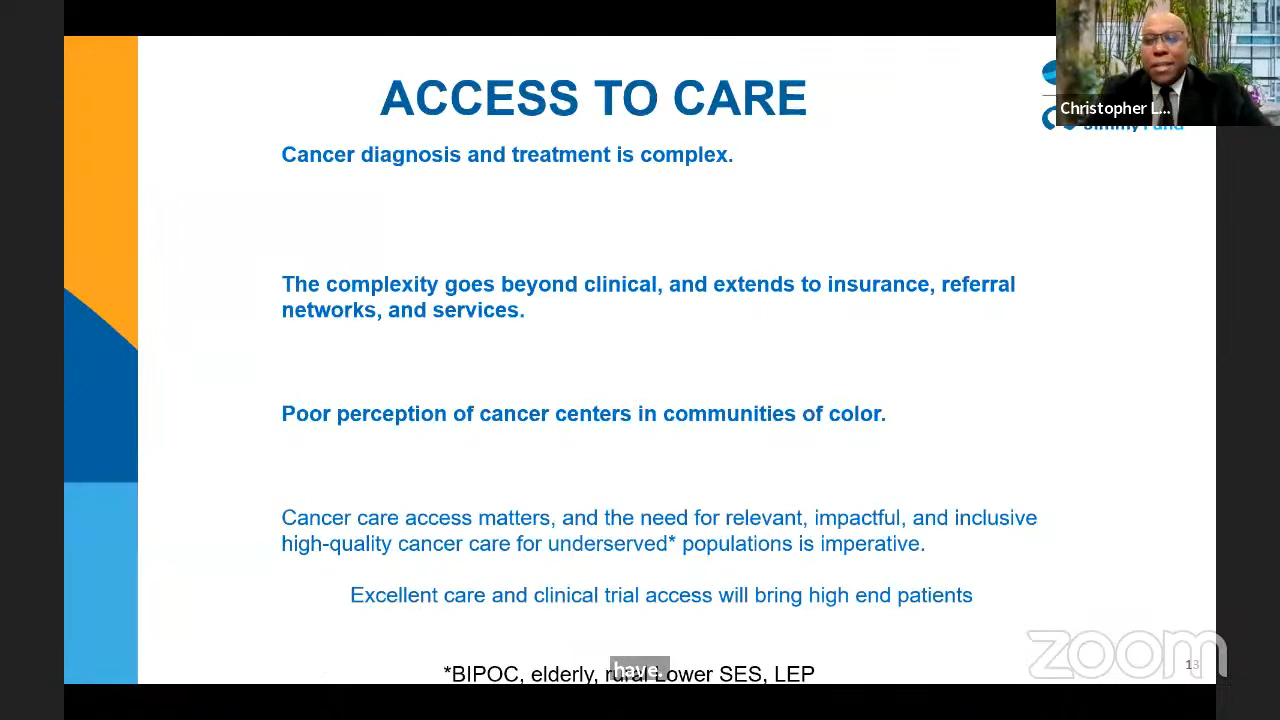 ACCESS TO CARE
Christopher L...
Jimmy Fund
Cancer diagnosis and treatment is complex.
The complexity goes beyond clinical, and extends to insurance, referral
networks, and services.
Poor perception of cancer centers in communities of color.
Cancer care access matters, and the need for relevant, impactful, and inclusive
high-quality cancer care for underserved* populations is imperative.
Excellent care and clinical trial access will bring high end patients
zoom
13
*BIPOC, elderly, rural Lower SES, LEP
have.